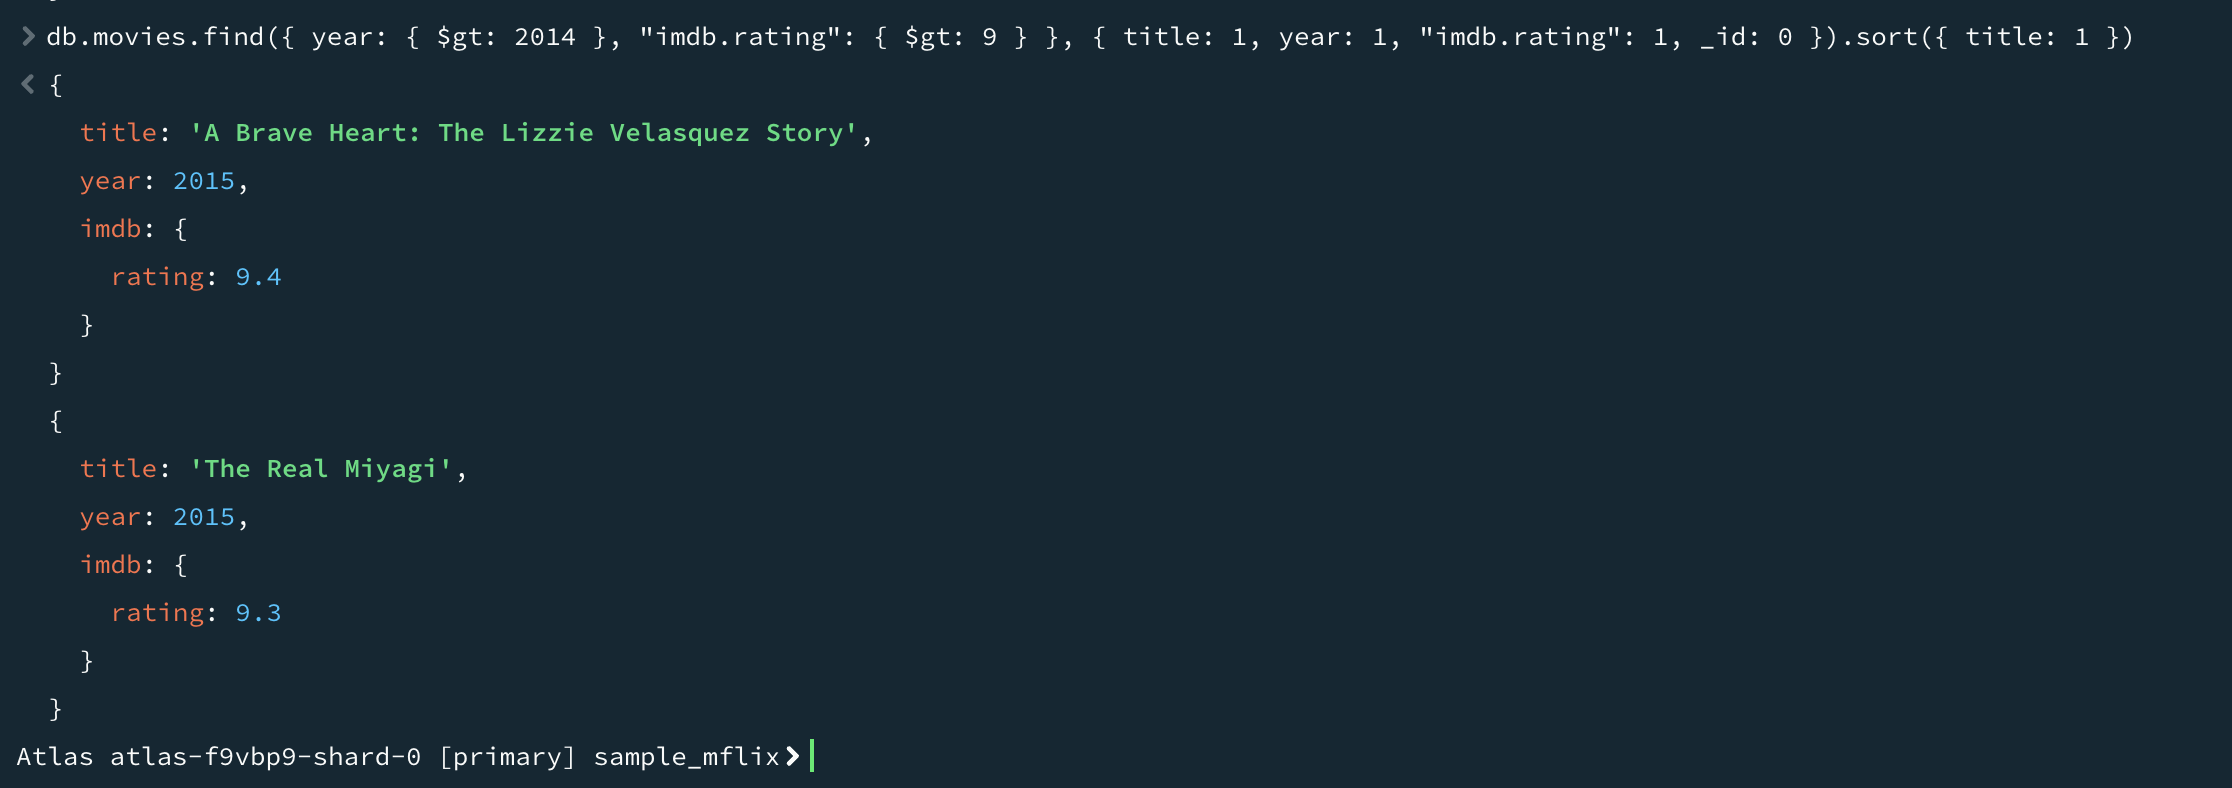 > db.movies.find({ year: { $gt: 2014 }, "imdb.rating": { $gt: 9 } }, { title: 1, year: 1, "imdb.rating": 1, _id: 0 }).sort({ title: 1 })
< {
    title: 'A Brave Heart: The Lizzie Velasquez Story',
    year: 2015,
    imdb: {
      rating: 9.4
    }
  }
  {
    title: 'The Real Miyagi',
    year: 2015,
    imdb: {
      rating: 9.3
    }
  }
Atlas atlas-f9vbp9-shard-0 [primary] sample_mflix>